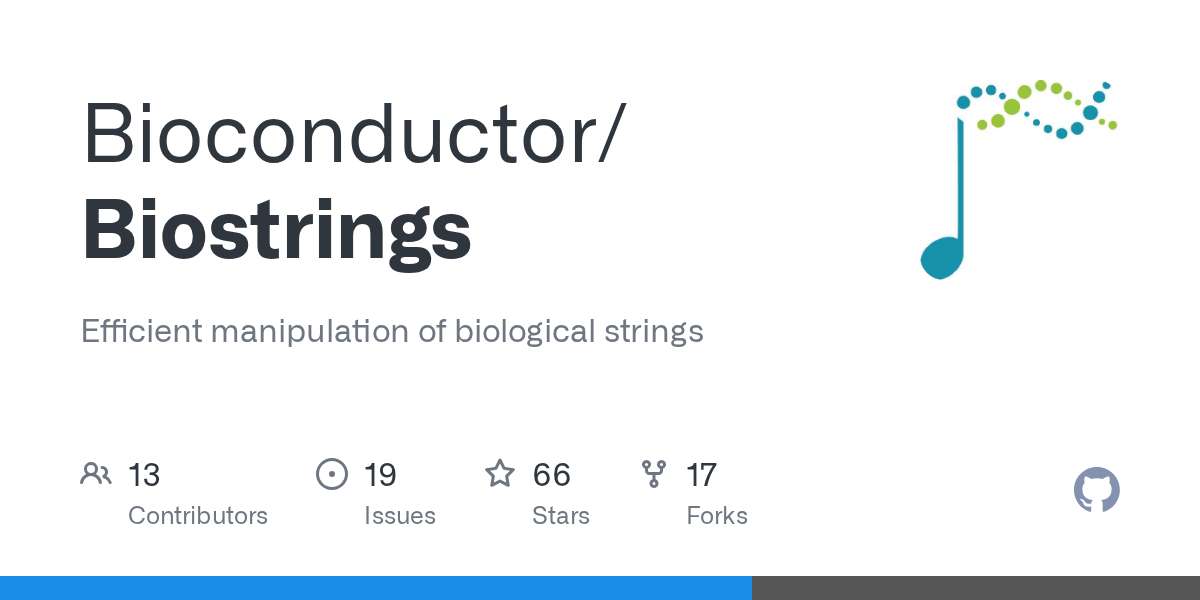 Bioconductor/
Biostrings
Efficient manipulation of biological strings
13 19 66 17
Contributors Issues Stars Forks